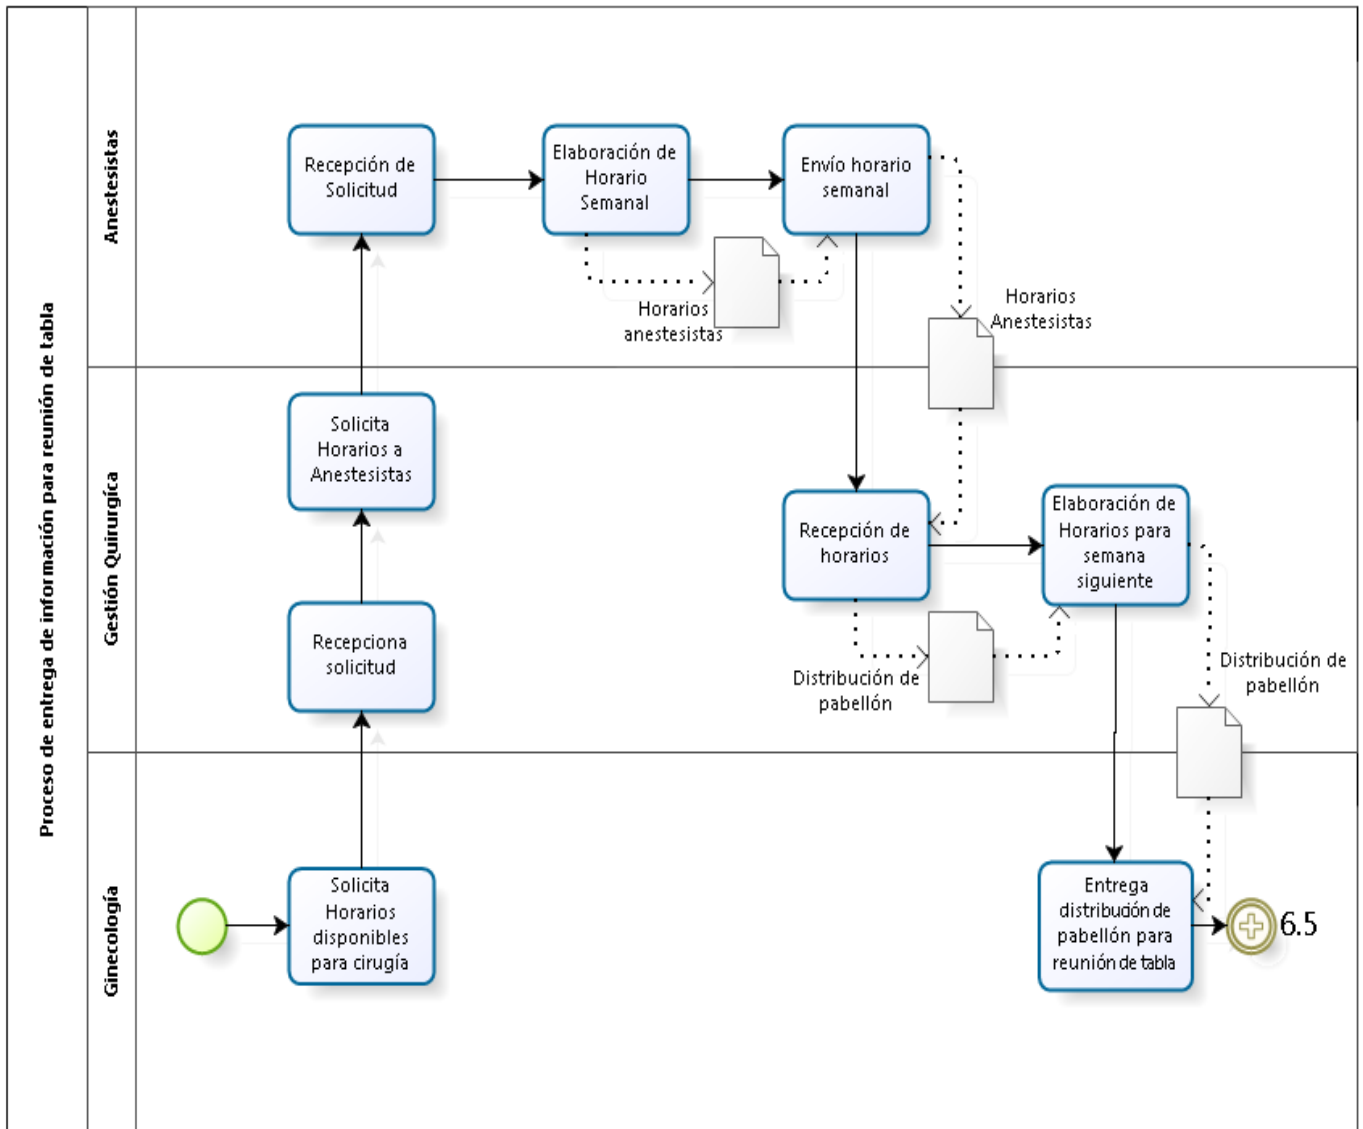 Proceso de entrega de información para reunión de tabla
Anestesistas
Recepción de
Solicitud
Elaboración de
Horario
Semanal
Envío horario
semanal
Horarios
anestesistas
Horarios
Anestesistas
Gestión Quirurgíca
Solicita
Horarios a
Anestesistas
Recepciona
solicitud
Recepción de
horarios
Elaboración de
Horarios para
semana
siguiente
Distribución de
pabellón
Distribución de
pabellón
Ginecología
Solicita
Horarios
disponibles
para cirugía
Entrega
distribución de
pabellón para
reunión de tabla
6.5